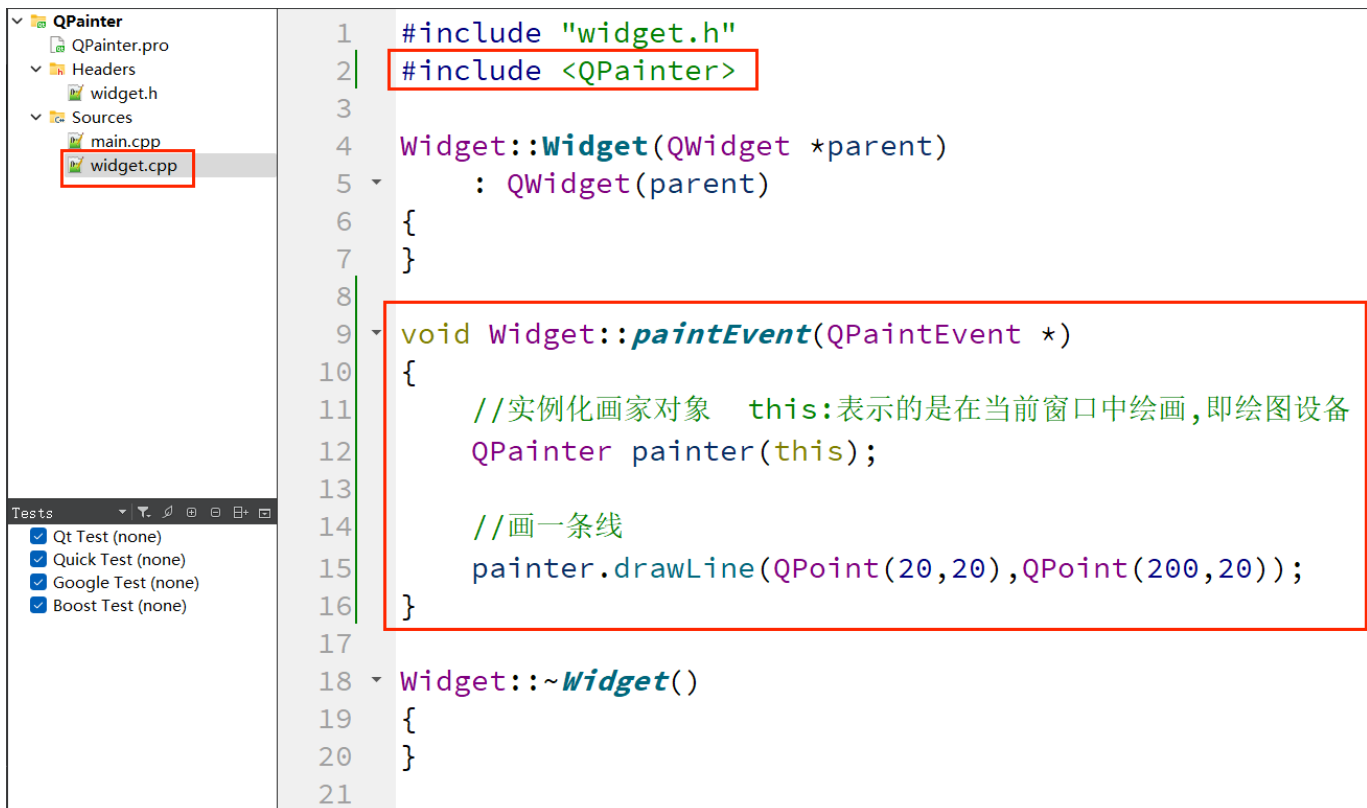 QPainter
QPainter.pro
Headers
widget.h
Sources
main.cpp
widget.cpp
Tests
Qt Test (none)
Quick Test (none)
Google Test (none)
Boost Test (none)
1 #include "widget.h"
2 #include <QPainter>
3
4 Widget::Widget(QWidget *parent)
5     : QWidget(parent)
6 {
7 }
8
9 void Widget::paintEvent(QPaintEvent *)
10 {
11     //实例化画家对象  this:表示的是在当前窗口中绘画,即绘图设备
12     QPainter painter(this);
13
14     //画一条线
15     painter.drawLine(QPoint(20,20),QPoint(200,20));
16 }
17
18 Widget::~Widget()
19 {
20 }
21